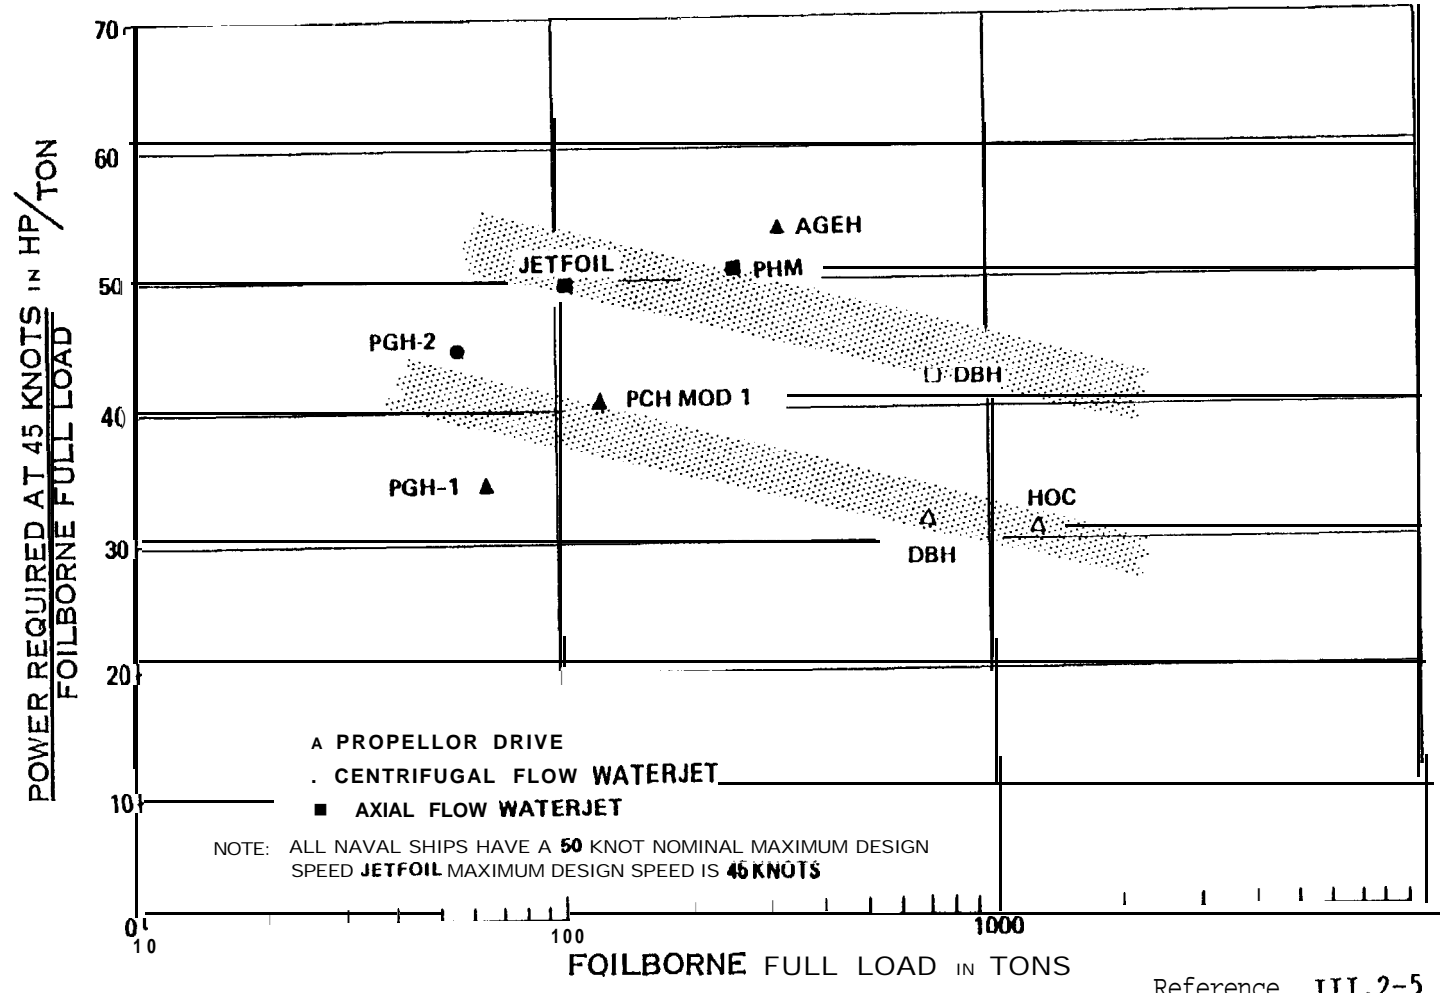 70
60
50
40
30
20
10
0
POWER REQUIRED AT 45 KNOTS IN HP/TON
FOILBORNE FULL LOAD
AGEH
JETFOIL
PHM
PGH-2
DBH
PCH MOD 1
PGH-1
HOC
DBH
A PROPELLOR DRIVE
. CENTRIFUGAL FLOW WATERJET
■ AXIAL FLOW WATERJET
NOTE: ALL NAVAL SHIPS HAVE A 50 KNOT NOMINAL MAXIMUM DESIGN
SPEED JETFOIL MAXIMUM DESIGN SPEED IS 45 KNOTS
10
100
1000
FOILBORNE FULL LOAD IN TONS
Reference III.2-5